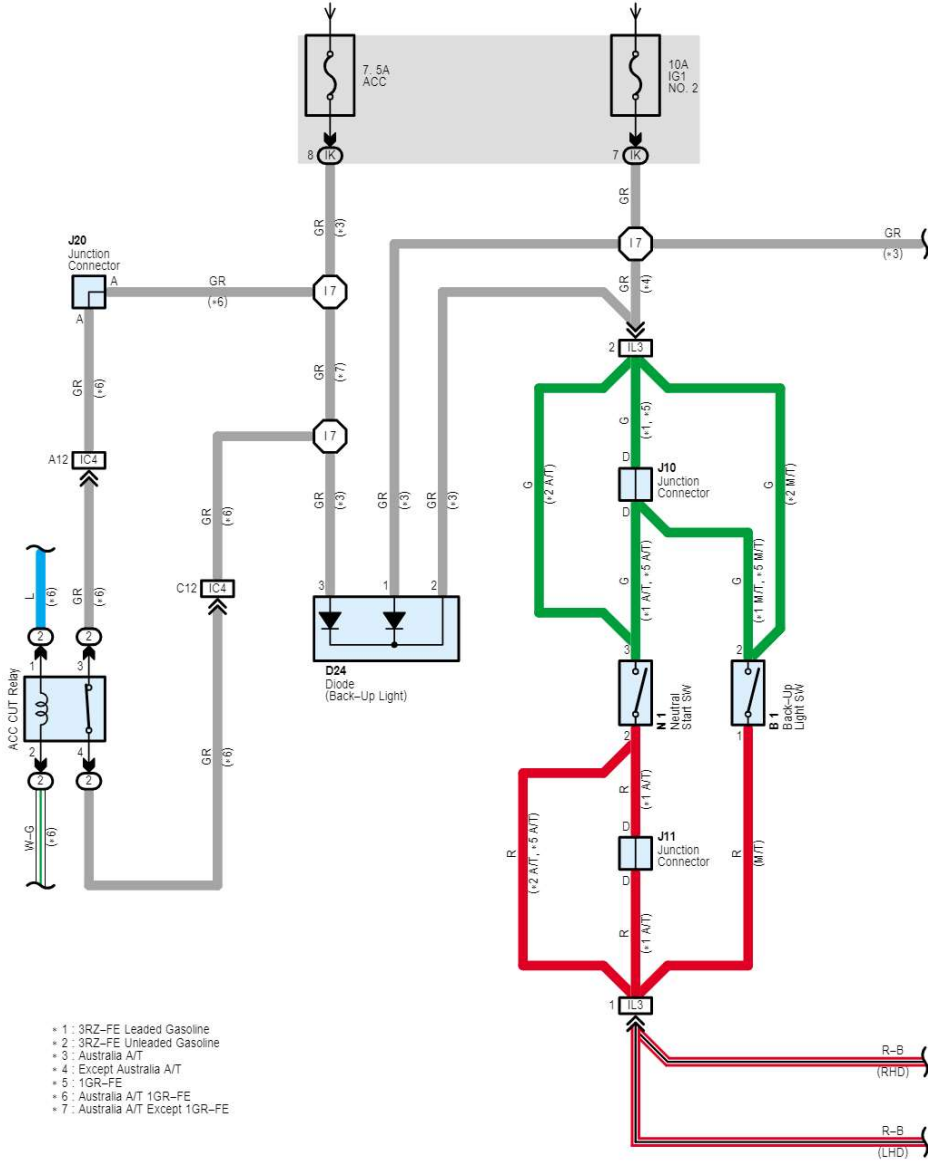 7. 5A
ACC
10A
IG1
NO. 2
8 IK
7 IK
GR
(*3)
GR
I 7
GR
(*3)
J20
Junction
Connector
A
A
GR
(*6)
I 7
GR
(*4)
2 IL3
GR
(*6)
GR
(*7)
I 7
G
(*1, *5)
D
J10
Junction
Connector
D
G
(*2 A/T)
G
(*2 M/T)
A12 IC4
GR
(*6)
GR
(*3)
GR
(*3)
GR
(*3)
G
(*1 A/T, *5 A/T)
G
(*1 M/T, *5 M/T)
L
(*6)
GR
(*6)
C12 IC4
3
1
2
D24
Diode
(Back–Up Light)
2
2
1
3
ACC CUT Relay
2
4
2
2
3
N 1
Neutral
Start SW
2
2
B 1
Back–Up
Light SW
1
GR
(*6)
W–G
(*6)
R
(*2 A/T, *5 A/T)
R
(*1 A/T)
D
J11
Junction
Connector
D
R
(M/T)
R
(*1 A/T)
1 IL3
* 1 : 3RZ–FE Leaded Gasoline
* 2 : 3RZ–FE Unleaded Gasoline
* 3 : Australia A/T
* 4 : Except Australia A/T
* 5 : 1GR–FE
* 6 : Australia A/T 1GR–FE
* 7 : Australia A/T Except 1GR–FE
R–B
(RHD)
R–B
(LHD)